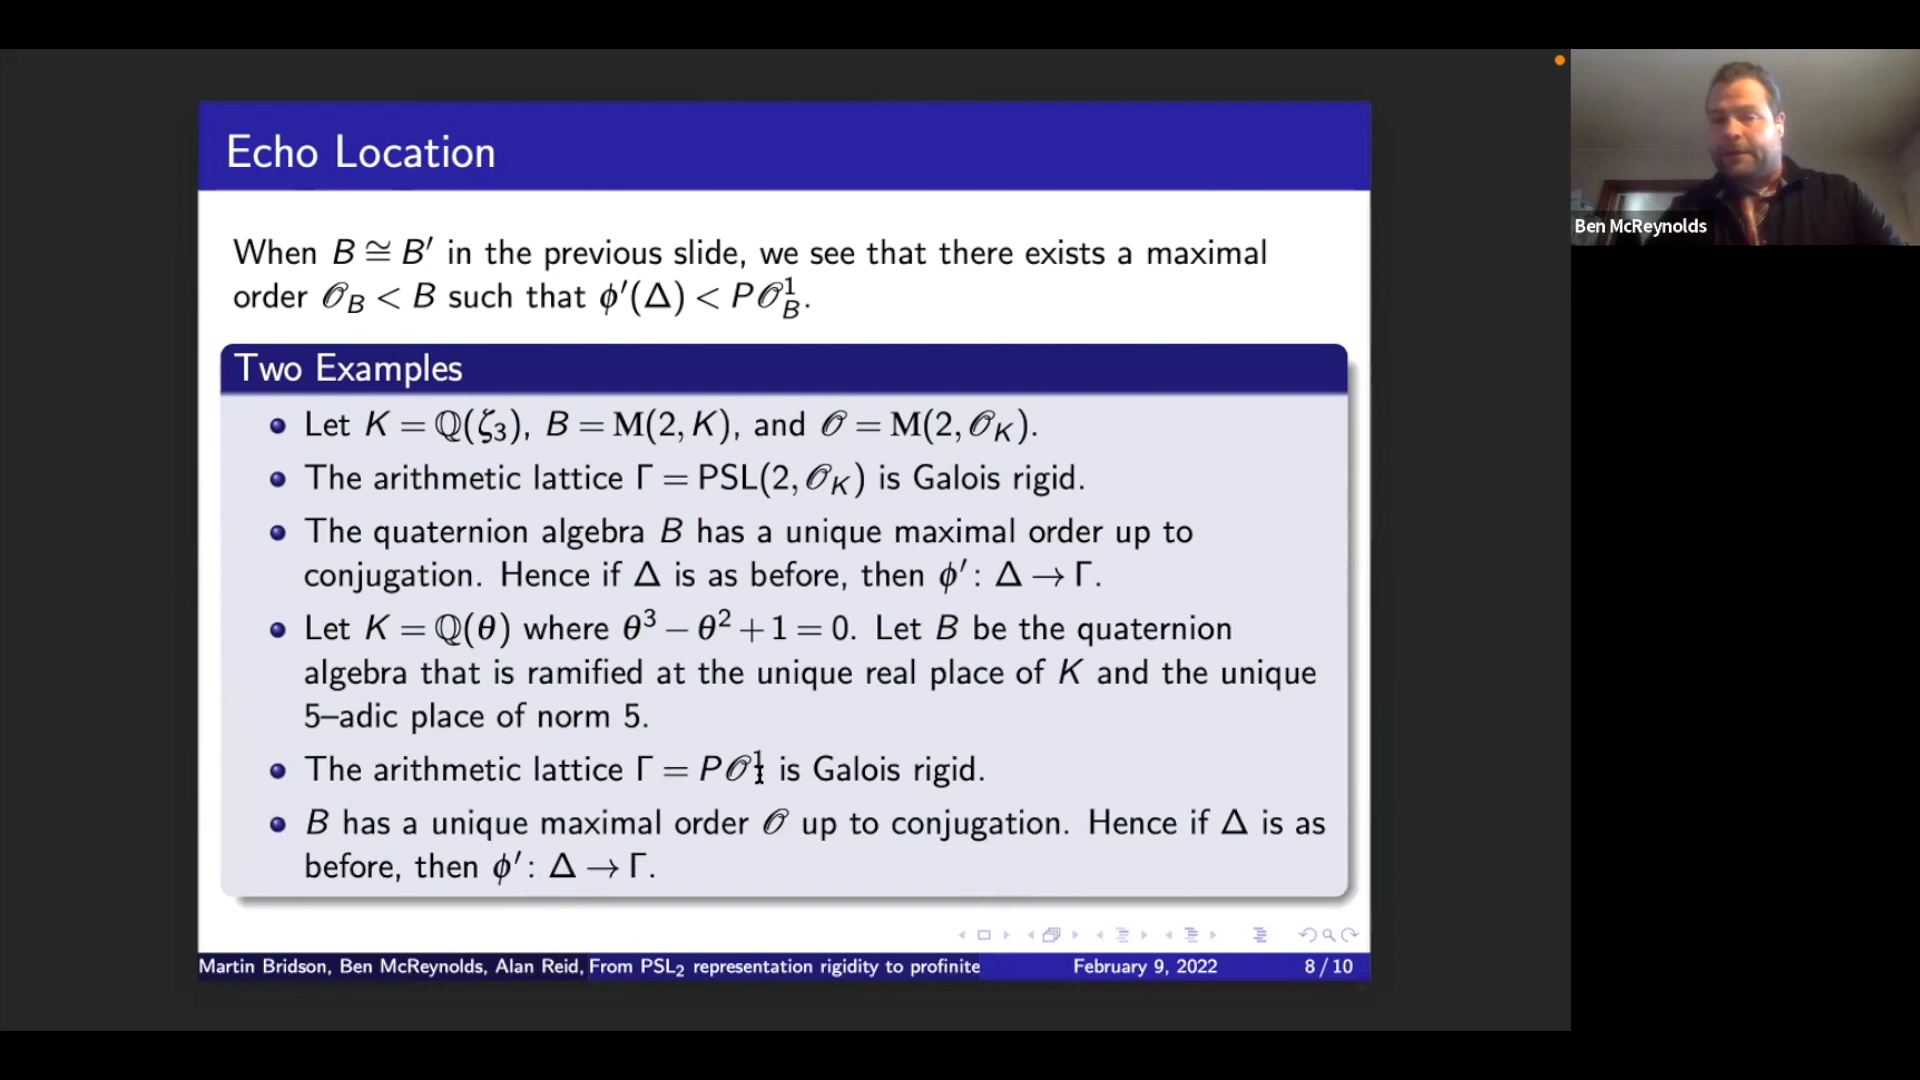 Echo Location
When B ≅ B′ in the previous slide, we see that there exists a maximal
order 𝒪_B < B such that ϕ′(Δ) < P𝒪_B^1.
Two Examples
Let K = ℚ(ζ₃), B = M(2, K), and 𝒪 = M(2, 𝒪_K).
The arithmetic lattice Γ = PSL(2, 𝒪_K) is Galois rigid.
The quaternion algebra B has a unique maximal order up to
conjugation. Hence if Δ is as before, then ϕ′: Δ → Γ.
Let K = ℚ(θ) where θ³ − θ² + 1 = 0. Let B be the quaternion
algebra that is ramified at the unique real place of K and the unique
5–adic place of norm 5.
The arithmetic lattice Γ = P𝒪^1 is Galois rigid.
B has a unique maximal order 𝒪 up to conjugation. Hence if Δ is as
before, then ϕ′: Δ → Γ.
Martin Bridson, Ben McReynolds, Alan Reid, From PSL₂ representation rigidity to profinite February 9, 2022 8 / 10
Ben McReynolds